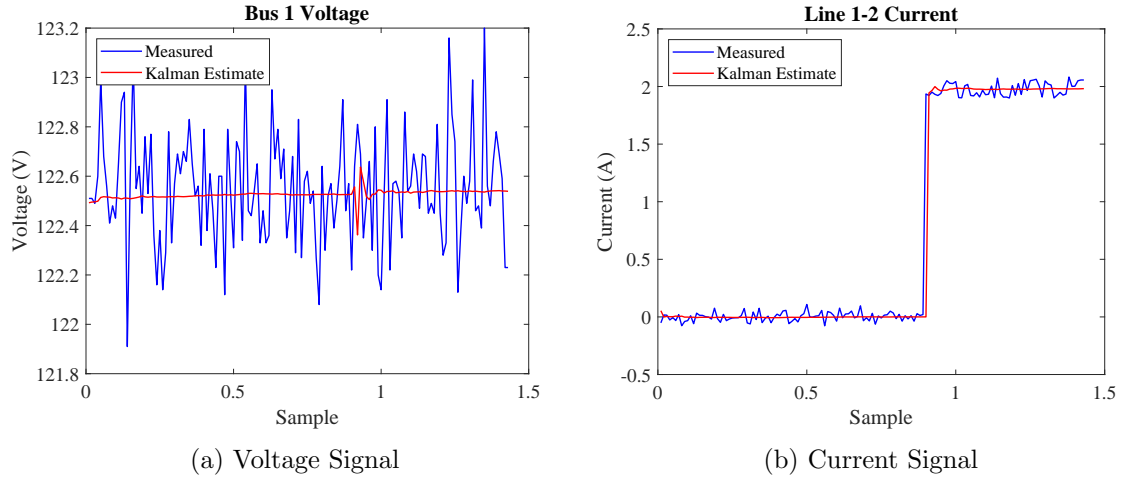 Bus 1 Voltage
123.2
123
122.8
122.6
122.4
122.2
122
121.8
Voltage (V)
Measured
Kalman Estimate
0
0.5
1
1.5
Sample
(a) Voltage Signal
Line 1-2 Current
2.5
2
1.5
1
0.5
0
-0.5
Current (A)
Measured
Kalman Estimate
0
0.5
1
1.5
Sample
(b) Current Signal